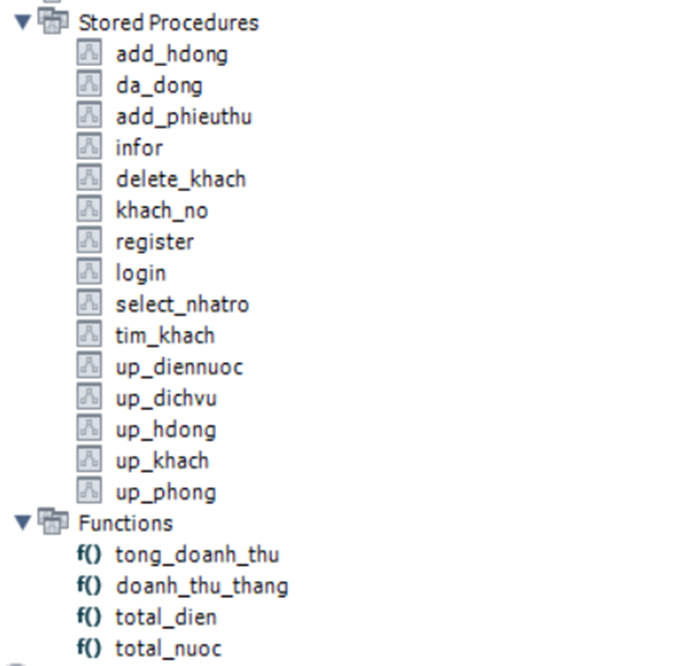 Stored Procedures
add_hdong
da_dong
add_phieuthu
infor
delete_khach
khach_no
register
login
select_nhatro
tim_khach
up_diennuoc
up_dichvu
up_hdong
up_khach
up_phong
Functions
f() tong_doanh_thu
f() doanh_thu_thang
f() total_dien
f() total_nuoc